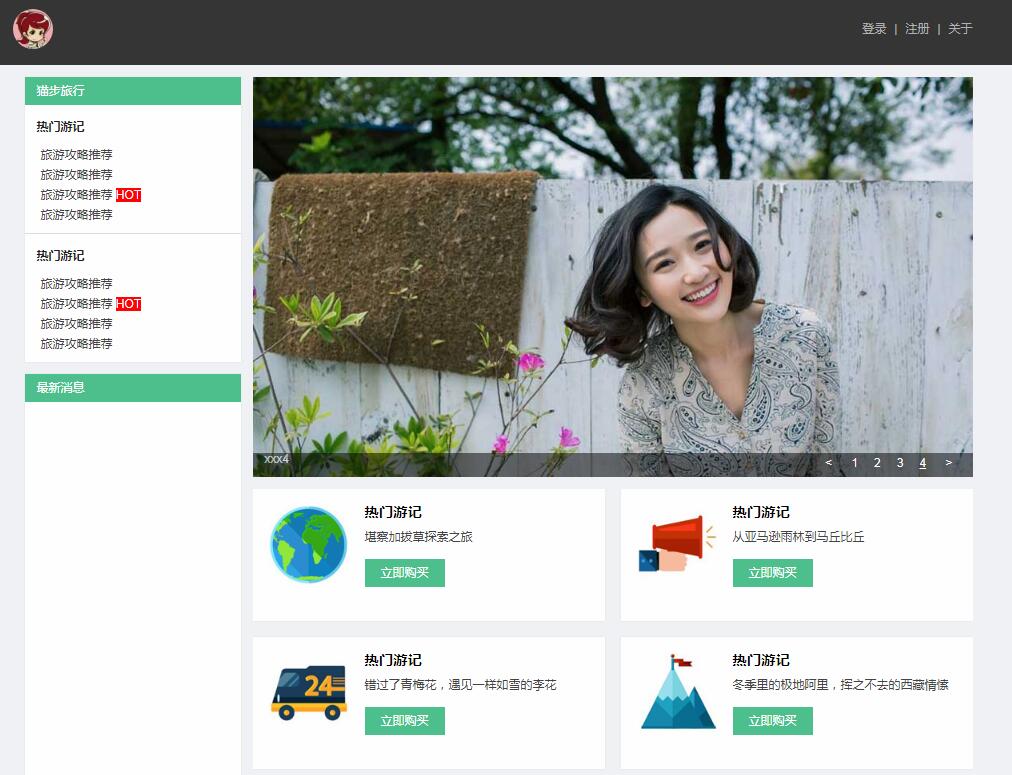 登录 | 注册 | 关于
猫步旅行
热门游记
旅游攻略推荐
旅游攻略推荐
旅游攻略推荐 HOT
旅游攻略推荐
热门游记
旅游攻略推荐
旅游攻略推荐 HOT
旅游攻略推荐
旅游攻略推荐
最新消息
xxx4
< 1 2 3 4 >
热门游记
堪察加拔草探索之旅
立即购买
热门游记
从亚马逊雨林到马丘比丘
立即购买
24
热门游记
错过了青梅花，遇见一样如雪的李花
立即购买
热门游记
冬季里的极地阿里，挥之不去的西藏情愫
立即购买